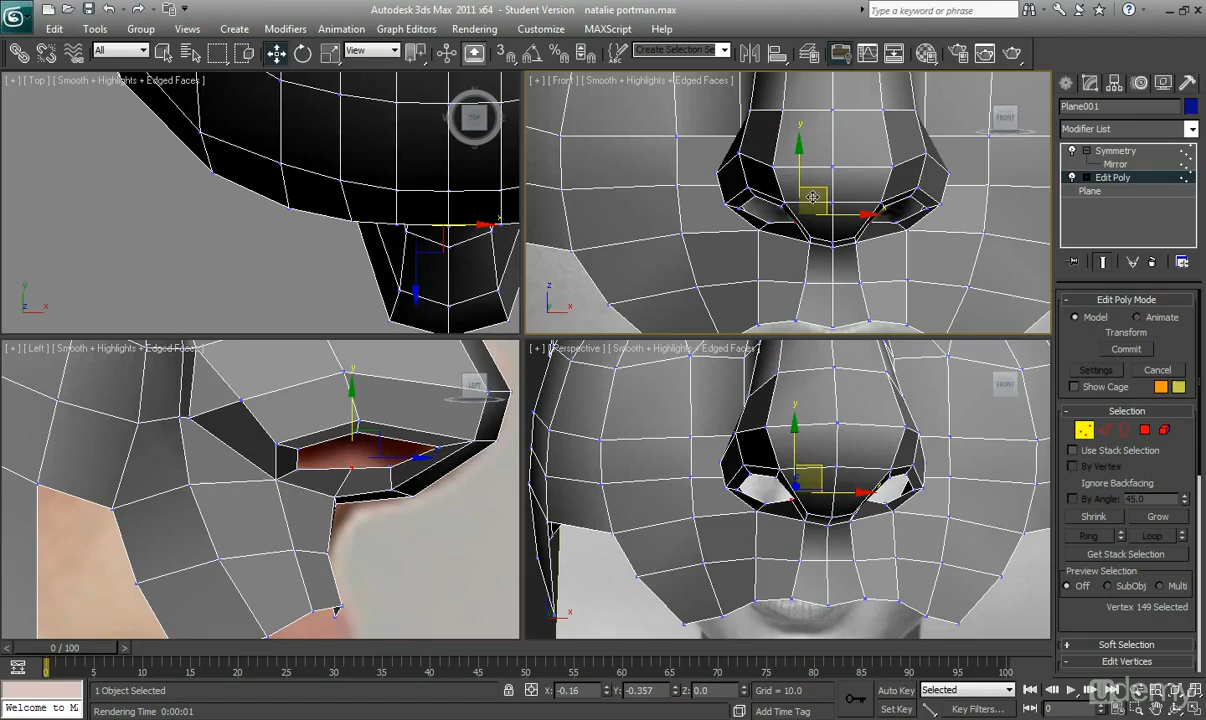 Autodesk 3ds Max 2011 x64 - Student Version natalie portman.max
Type a keyword or phrase
Edit Tools Group Views Create Modifiers Animation Graph Editors Rendering Customize MAXScript Help
All View 3 Create Selection Se
[ + ] [ Top ] [ Smooth + Highlights + Edged Faces ]
[ + ] [ Front ] [ Smooth + Highlights + Edged Faces ]
TOP
FRONT
Plane001
Modifier List
Symmetry
Mirror
Edit Poly
Plane
Edit Poly Mode
Model Animate
Transform
Commit
Settings Cancel
Show Cage
[ + ] [ Left ] [ Smooth + Highlights + Edged Faces ]
[ + ] [ Perspective ] [ Smooth + Highlights + Edged Faces ]
LEFT
FRONT
Selection
Use Stack Selection
By Vertex
Ignore Backfacing
By Angle: 45.0
Shrink Grow
Ring Loop
Get Stack Selection
Preview Selection
Off SubObj Multi
Vertex 149 Selected
Soft Selection
Edit Vertices
0 / 100
0 5 10 15 20 25 30 35 40 45 50 55 60 65 70 75 80 85 90 95 100
1 Object Selected X: -0.16 Y: -0.357 Z: 0.0 Grid = 10.0 Auto Key Selected
Welcome to MA Rendering Time: 0:00:01 Add Time Tag Set Key Key Filters... 0
udemy